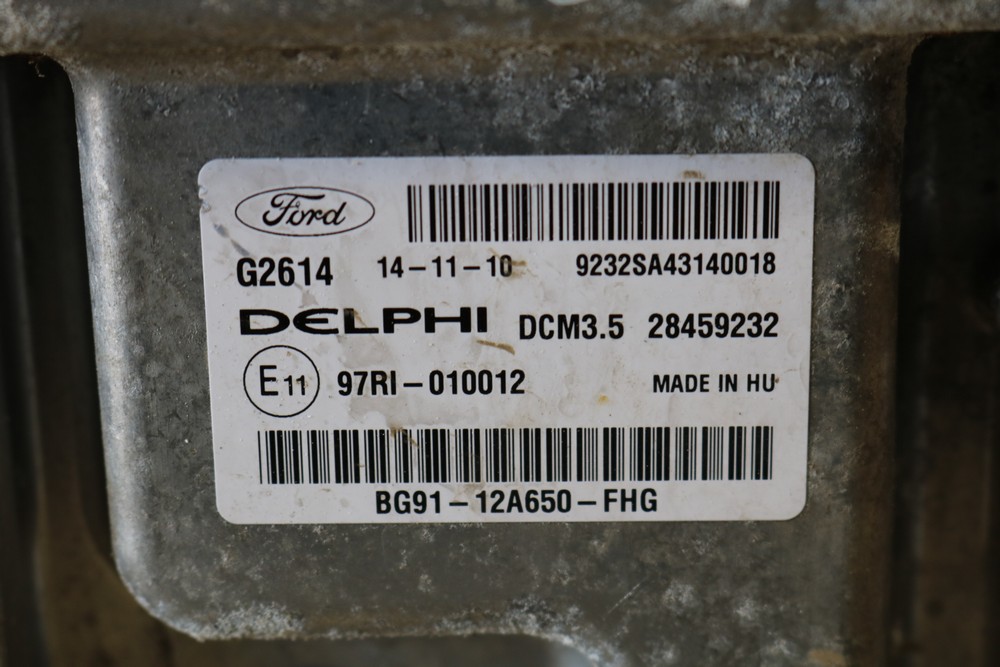 Ford
G2614 14-11-10 9232SA43140018
DELPHI DCM3.5 28459232
E11 97RI-010012 MADE IN HU
BG91-12A650-FHG